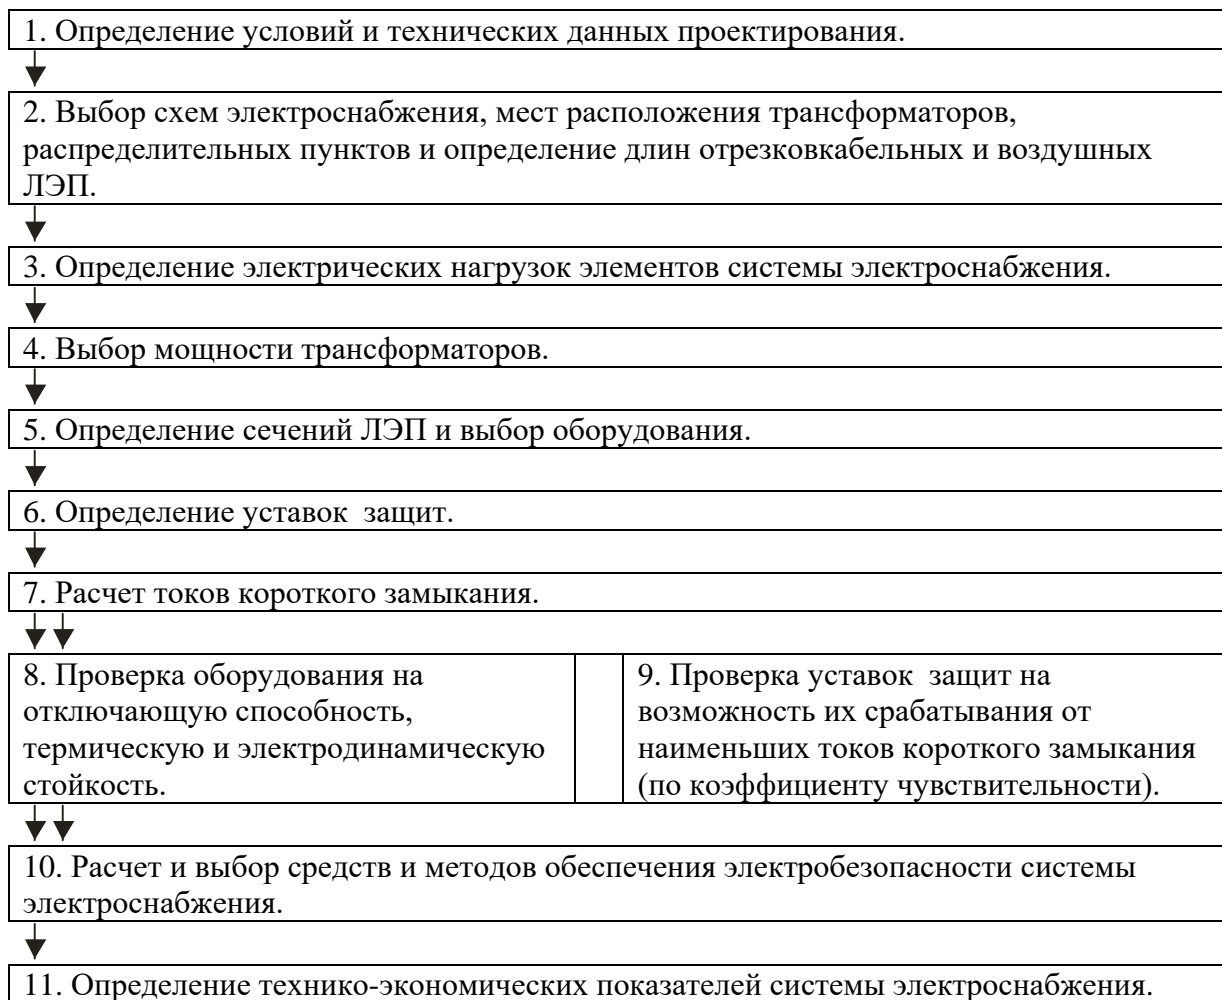 1. Определение условий и технических данных проектирования.
2. Выбор схем электроснабжения, мест расположения трансформаторов,
распределительных пунктов и определение длин отрезковкабельных и воздушных
ЛЭП.
3. Определение электрических нагрузок элементов системы электроснабжения.
4. Выбор мощности трансформаторов.
5. Определение сечений ЛЭП и выбор оборудования.
6. Определение уставок защит.
7. Расчет токов короткого замыкания.
8. Проверка оборудования на
отключающую способность,
термическую и электродинамическую
стойкость.
9. Проверка уставок защит на
возможность их срабатывания от
наименьших токов короткого замыкания
(по коэффициенту чувствительности).
10. Расчет и выбор средств и методов обеспечения электробезопасности системы
электроснабжения.
11. Определение технико-экономических показателей системы электроснабжения.